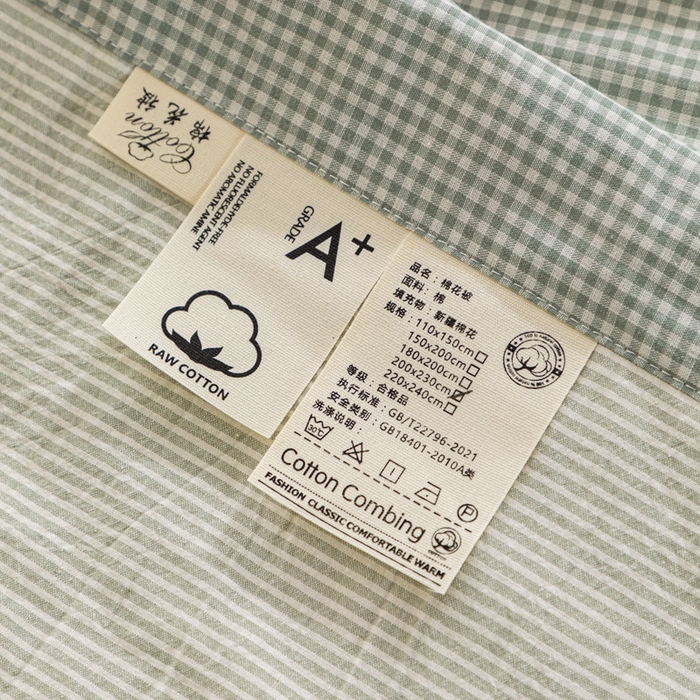 Cotton
棉花被
FORMALDEHYDE-FREE
NO FLUORESCENT AGENT
NO AROMATIC AMINE
GRADE
A+
RAW COTTON
品名：棉花被
面料：棉
填充物：新疆棉花
规格：110x150cm
150x200cm
180x200cm
200x230cm
220x240cm
等级：合格品
执行标准：GB/T22796-2021
安全类别：GB18401-2010A类
洗涤说明：
30℃
P
Cotton Combing
FASHION CLASSIC COMFORTABLE WARM